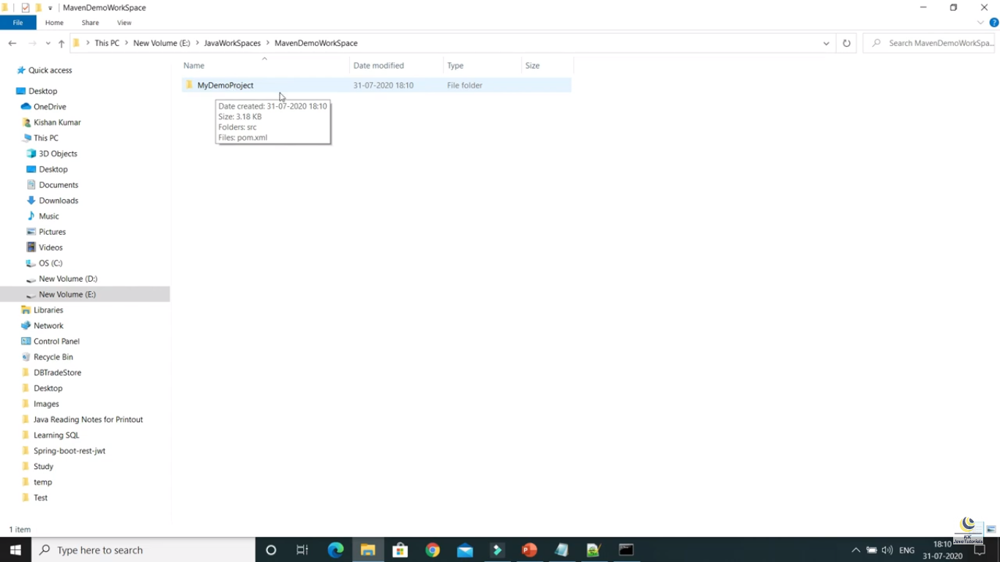 MavenDemoWorkSpace
File Home Share View
This PC New Volume (E:) JavaWorkSpaces MavenDemoWorkSpace
Search MavenDemoWorkSpa...
Name Date modified Type Size
MyDemoProject 31-07-2020 18:10 File folder
Date created: 31-07-2020 18:10
Size: 3.18 KB
Folders: src
Files: pom.xml
Quick access
Desktop
OneDrive
Kishan Kumar
This PC
3D Objects
Desktop
Documents
Downloads
Music
Pictures
Videos
OS (C:)
New Volume (D:)
New Volume (E:)
Libraries
Network
Control Panel
Recycle Bin
DBTradeStore
Desktop
Images
Java Reading Notes for Printout
Learning SQL
Spring-boot-rest-jwt
Study
temp
Test
1 item
KK
JavaTutorials
Type here to search
ENG
18:10
31-07-2020